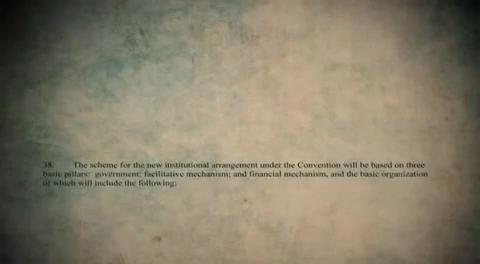 38. The scheme for the new institutional arrangement under the Convention will be based on three
basic pillars: government; facilitative mechanism; and financial mechanism, and the basic organization
of which will include the following: